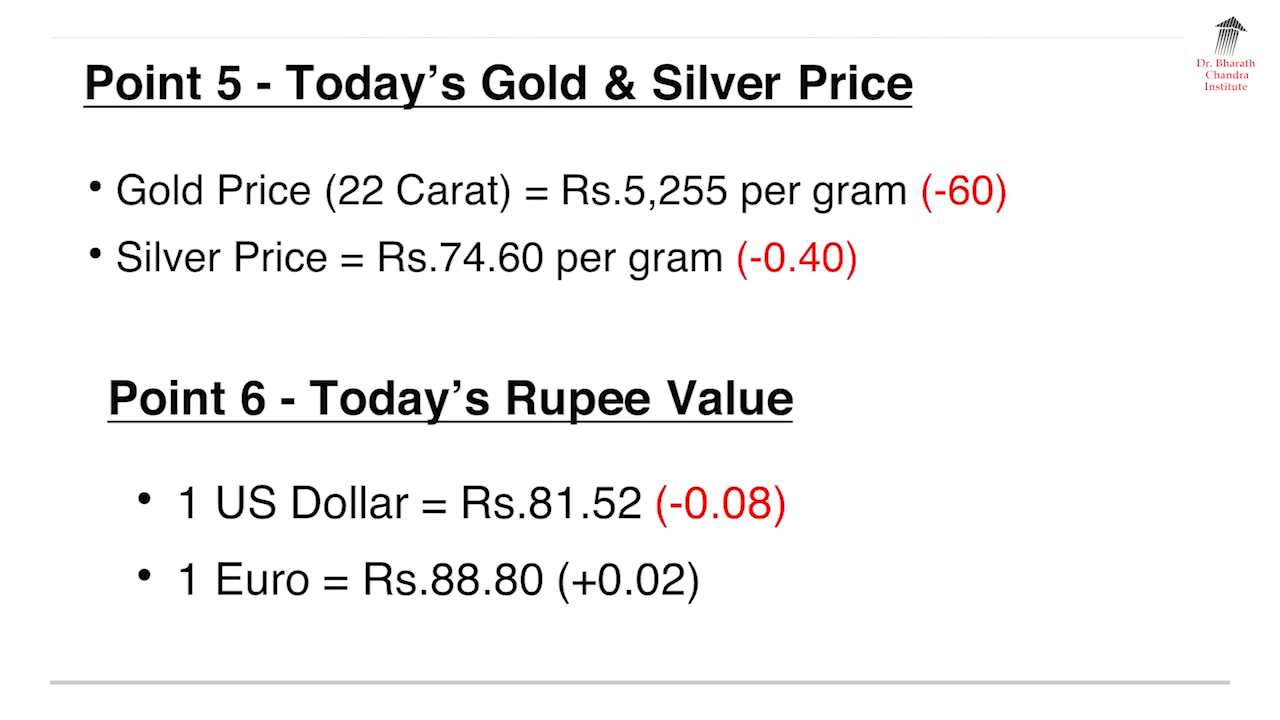 Dr. Bharath
Chandra
Institute
Point 5 - Today’s Gold & Silver Price
• Gold Price (22 Carat) = Rs.5,255 per gram (-60)
• Silver Price = Rs.74.60 per gram (-0.40)
Point 6 - Today’s Rupee Value
• 1 US Dollar = Rs.81.52 (-0.08)
• 1 Euro = Rs.88.80 (+0.02)